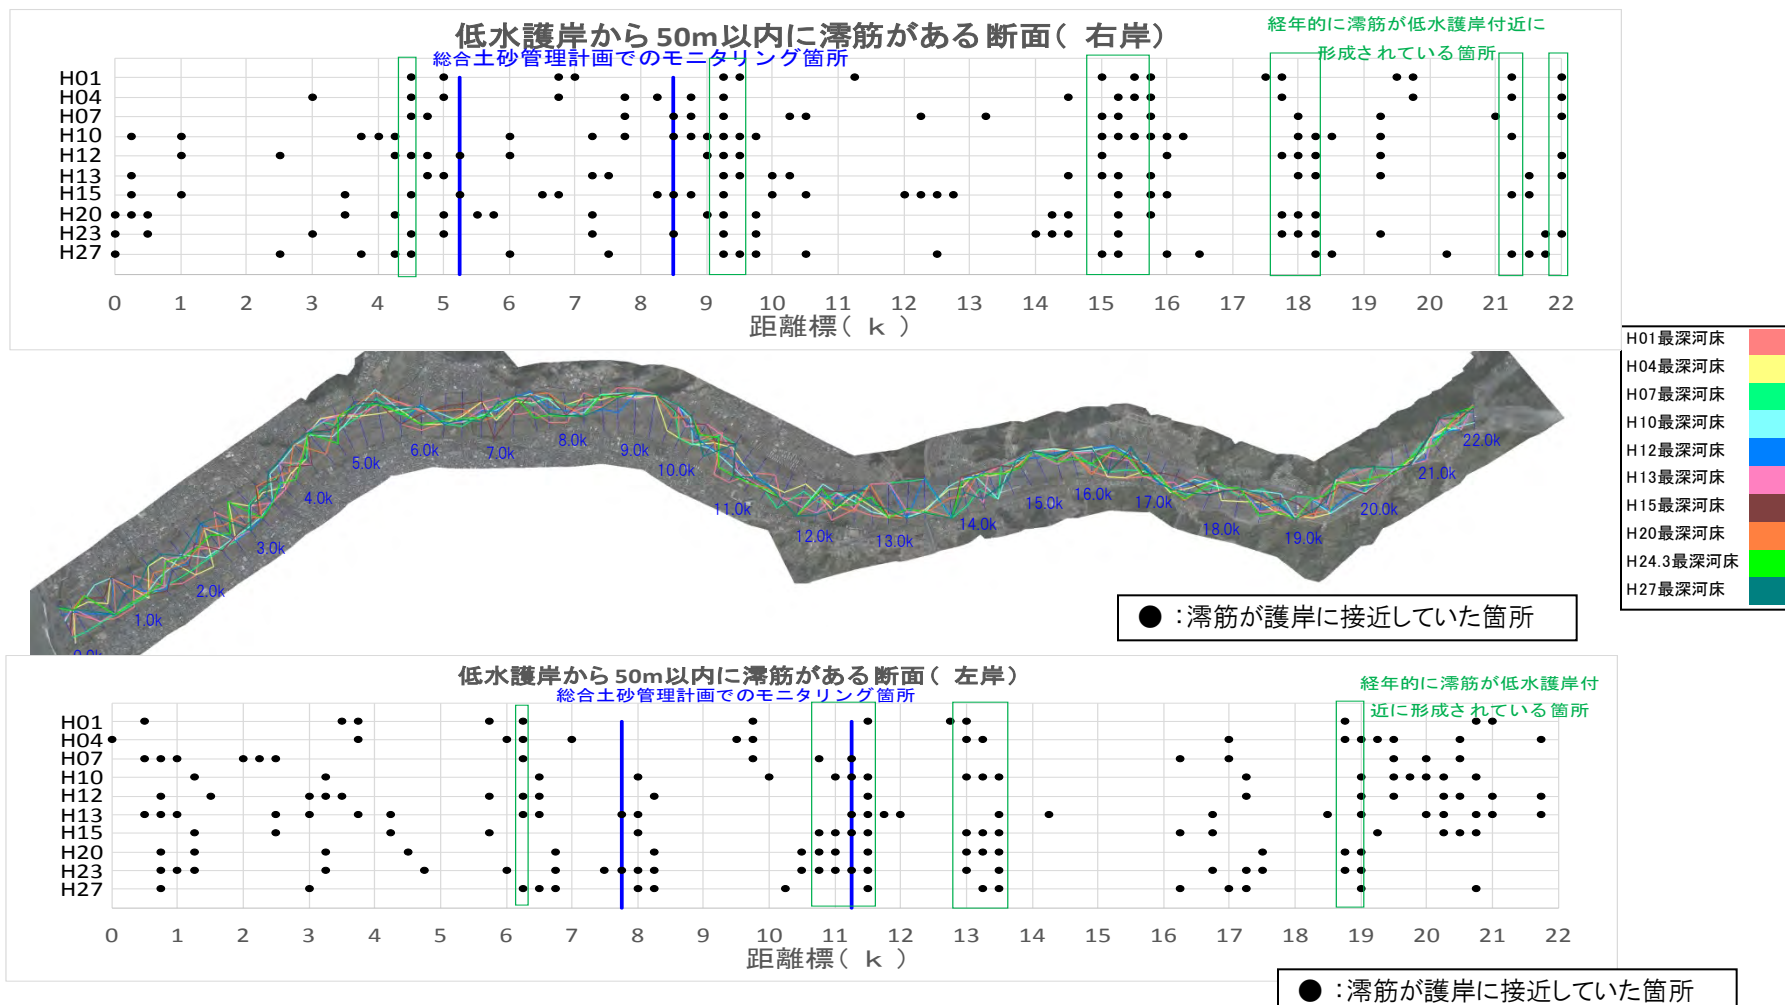 低水護岸から50m以内に澪筋がある断面( 右岸)
経年的に澪筋が低水護岸付近に
形成されている箇所
総合土砂管理計画でのモニタリング箇所
H01
H04
H07
H10
H12
H13
H15
H20
H23
H27
0 1 2 3 4 5 6 7 8 9 10 11 12 13 14 15 16 17 18 19 20 21 22
距離標( k )
H01最深河床
H04最深河床
H07最深河床
H10最深河床
H12最深河床
H13最深河床
H15最深河床
H20最深河床
H24.3最深河床
H27最深河床
0.0k
1.0k
2.0k
3.0k
4.0k
5.0k
6.0k
7.0k
8.0k
9.0k
10.0k
11.0k
12.0k
13.0k
14.0k
15.0k
16.0k
17.0k
18.0k
19.0k
20.0k
21.0k
22.0k
●:澪筋が護岸に接近していた箇所
低水護岸から50m以内に澪筋がある断面( 左岸)
総合土砂管理計画でのモニタリング箇所
経年的に澪筋が低水護岸付
近に形成されている箇所
H01
H04
H07
H10
H12
H13
H15
H20
H23
H27
0 1 2 3 4 5 6 7 8 9 10 11 12 13 14 15 16 17 18 19 20 21 22
距離標( k )
●:澪筋が護岸に接近していた箇所